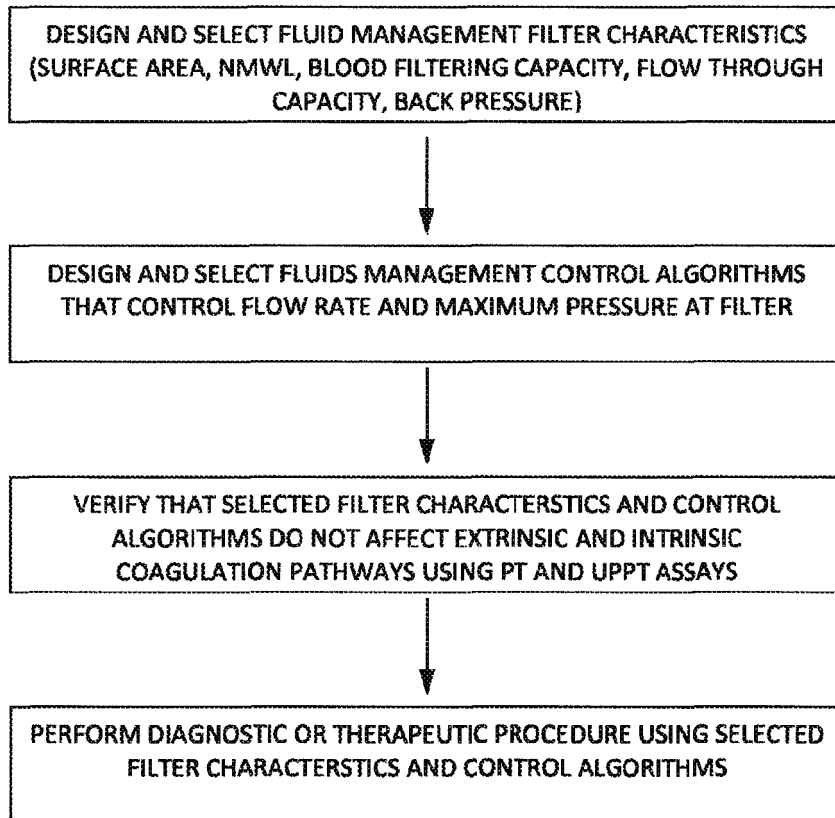 DESIGN AND SELECT FLUID MANAGEMENT FILTER CHARACTERISTICS
(SURFACE AREA, NMWL, BLOOD FILTERING CAPACITY, FLOW THROUGH
CAPACITY, BACK PRESSURE)
DESIGN AND SELECT FLUIDS MANAGEMENT CONTROL ALGORITHMS
THAT CONTROL FLOW RATE AND MAXIMUM PRESSURE AT FILTER
VERIFY THAT SELECTED FILTER CHARACTERSTICS AND CONTROL
ALGORITHMS DO NOT AFFECT EXTRINSIC AND INTRINSIC
COAGULATION PATHWAYS USING PT AND UPPT ASSAYS
PERFORM DIAGNOSTIC OR THERAPEUTIC PROCEDURE USING SELECTED
FILTER CHARACTERSTICS AND CONTROL ALGORITHMS